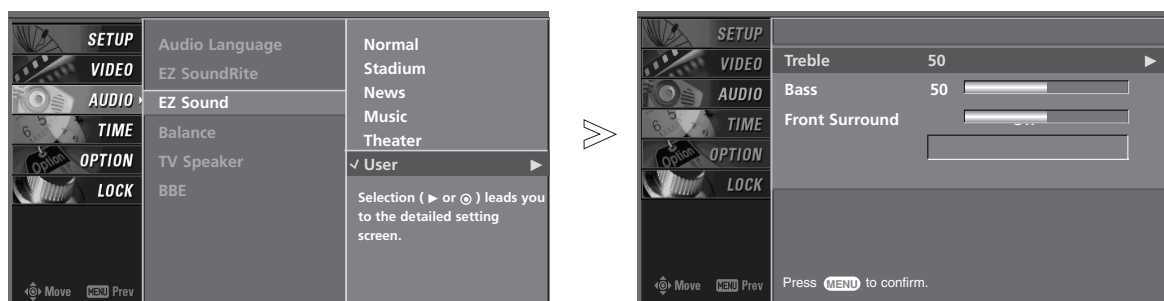 SETUP
VIDEO
AUDIO
TIME
OPTION
LOCK
Move MENU Prev
Audio Language
EZ SoundRite
EZ Sound
Balance
TV Speaker
BBE
Normal
Stadium
News
Music
Theater
✓ User ▶
Selection ( ▶ or ◉ ) leads you
to the detailed setting
screen.
SETUP
VIDEO
AUDIO
TIME
OPTION
LOCK
Move MENU Prev
Treble 50 ▶
Bass 50
Front Surround
Press MENU to confirm.